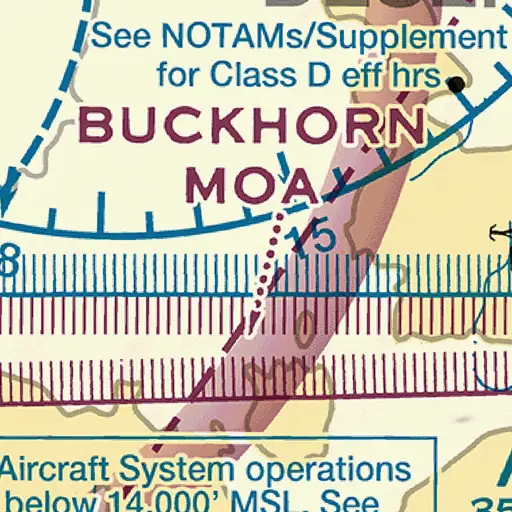 See NOTAMs/Supplement
for Class D eff hrs
BUCKHORN
MOA
15
8
Aircraft System operations
below 14,000' MSL. See
35